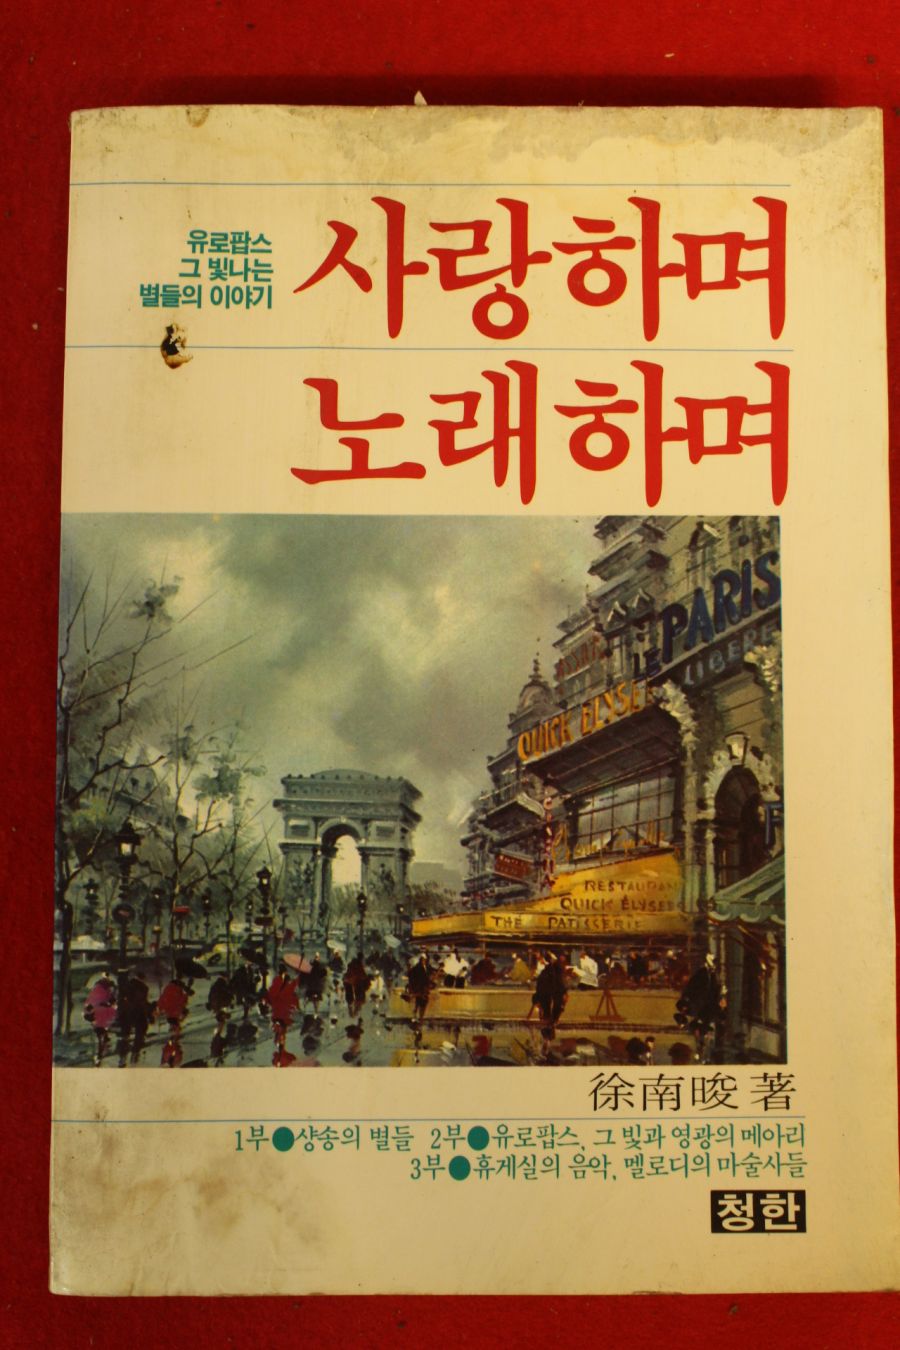 유로팝스
그 빛나는
별들의 이야기
사랑하며
노래하며
LE PARIS
LIBERE
QUICK ELYSEE
RESTAURAN
QUICK ÉLYSEE
THE PATISSERIE
徐南晙 著
1부●샹송의 별들 2부●유로팝스, 그 빛과 영광의 메아리
3부●휴게실의 음악, 멜로디의 마술사들
청한